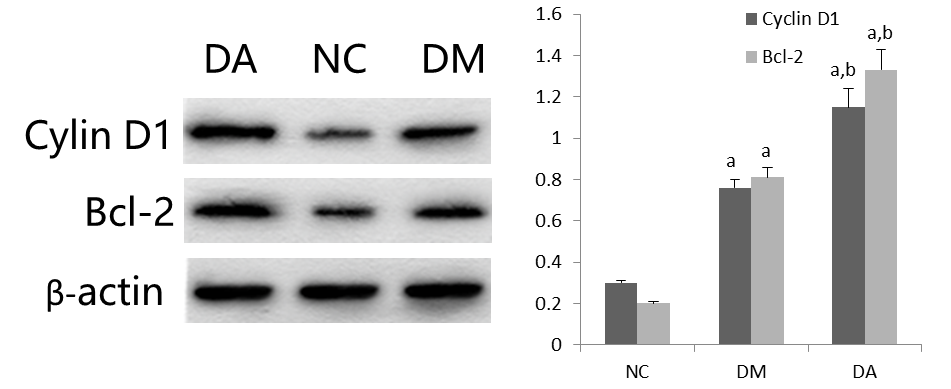 DA NC DM
Cylin D1
Bcl-2
β-actin
1.6
1.4
1.2
1
0.8
0.6
0.4
0.2
0
Cyclin D1
Bcl-2
a
a
a,b
a,b
NC DM DA